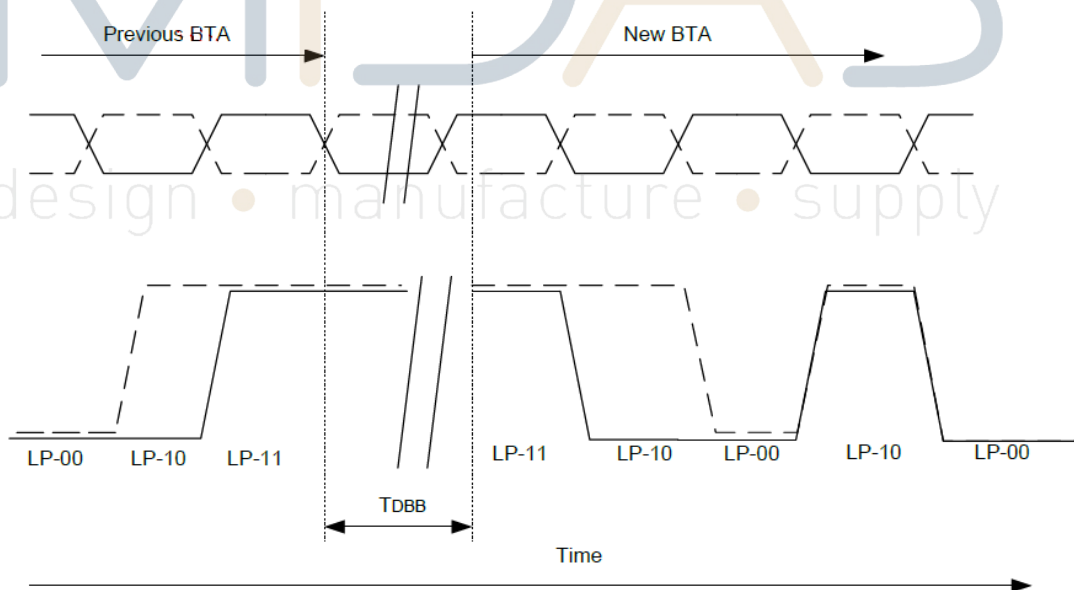 MIDAS
Previous BTA
New BTA
design • manufacture • supply
LP-00
LP-10
LP-11
LP-11
LP-10
LP-00
LP-10
LP-00
TDBB
Time